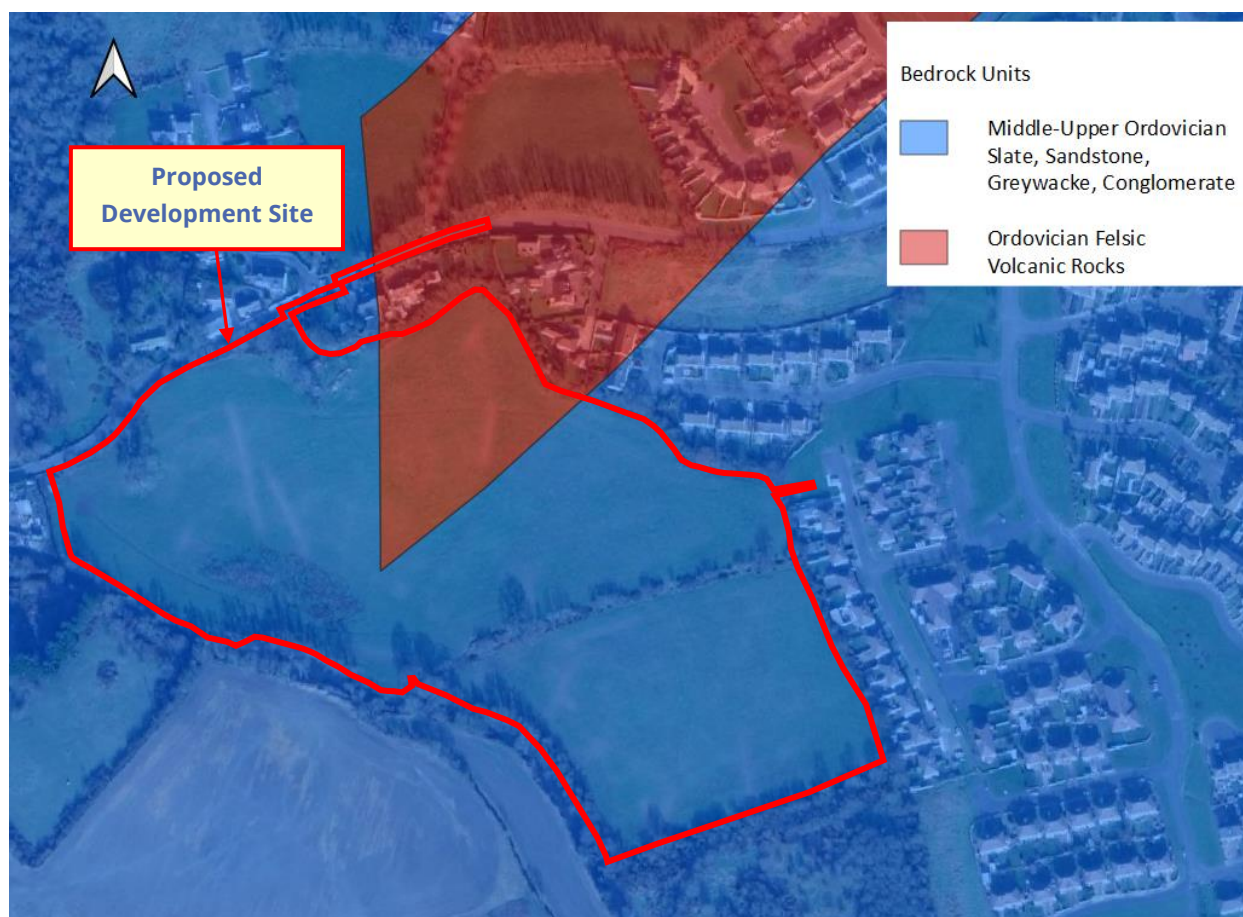 Proposed
Development Site
Bedrock Units
Middle-Upper Ordovician
Slate, Sandstone,
Greywacke, Conglomerate
Ordovician Felsic
Volcanic Rocks